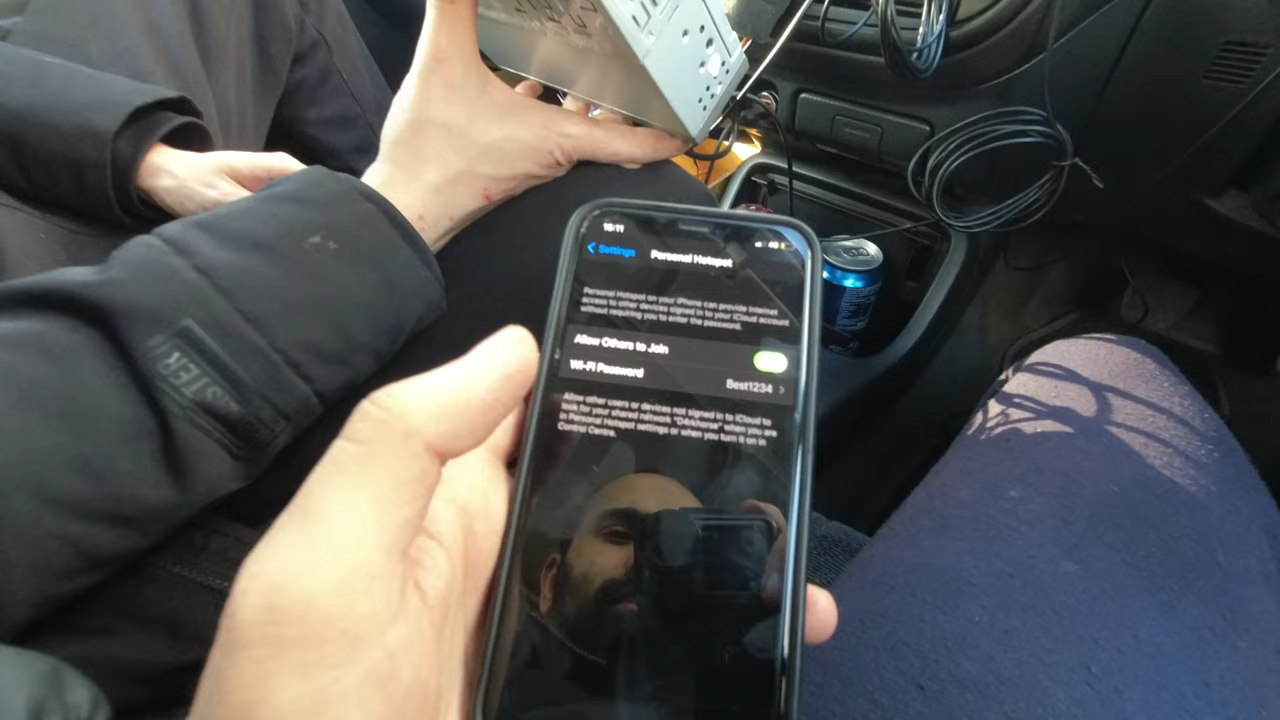 15:11
4G
Settings
Personal Hotspot
Personal Hotspot on your iPhone can provide Internet
access to other devices signed in to your iCloud account
without requiring you to enter the password.
Allow Others to Join
Wi-Fi Password
Best1234
Allow other users or devices not signed in to iCloud to
look for your shared network "D4rkhorse" when you are
in Personal Hotspot settings or when you turn it on in
Control Centre.